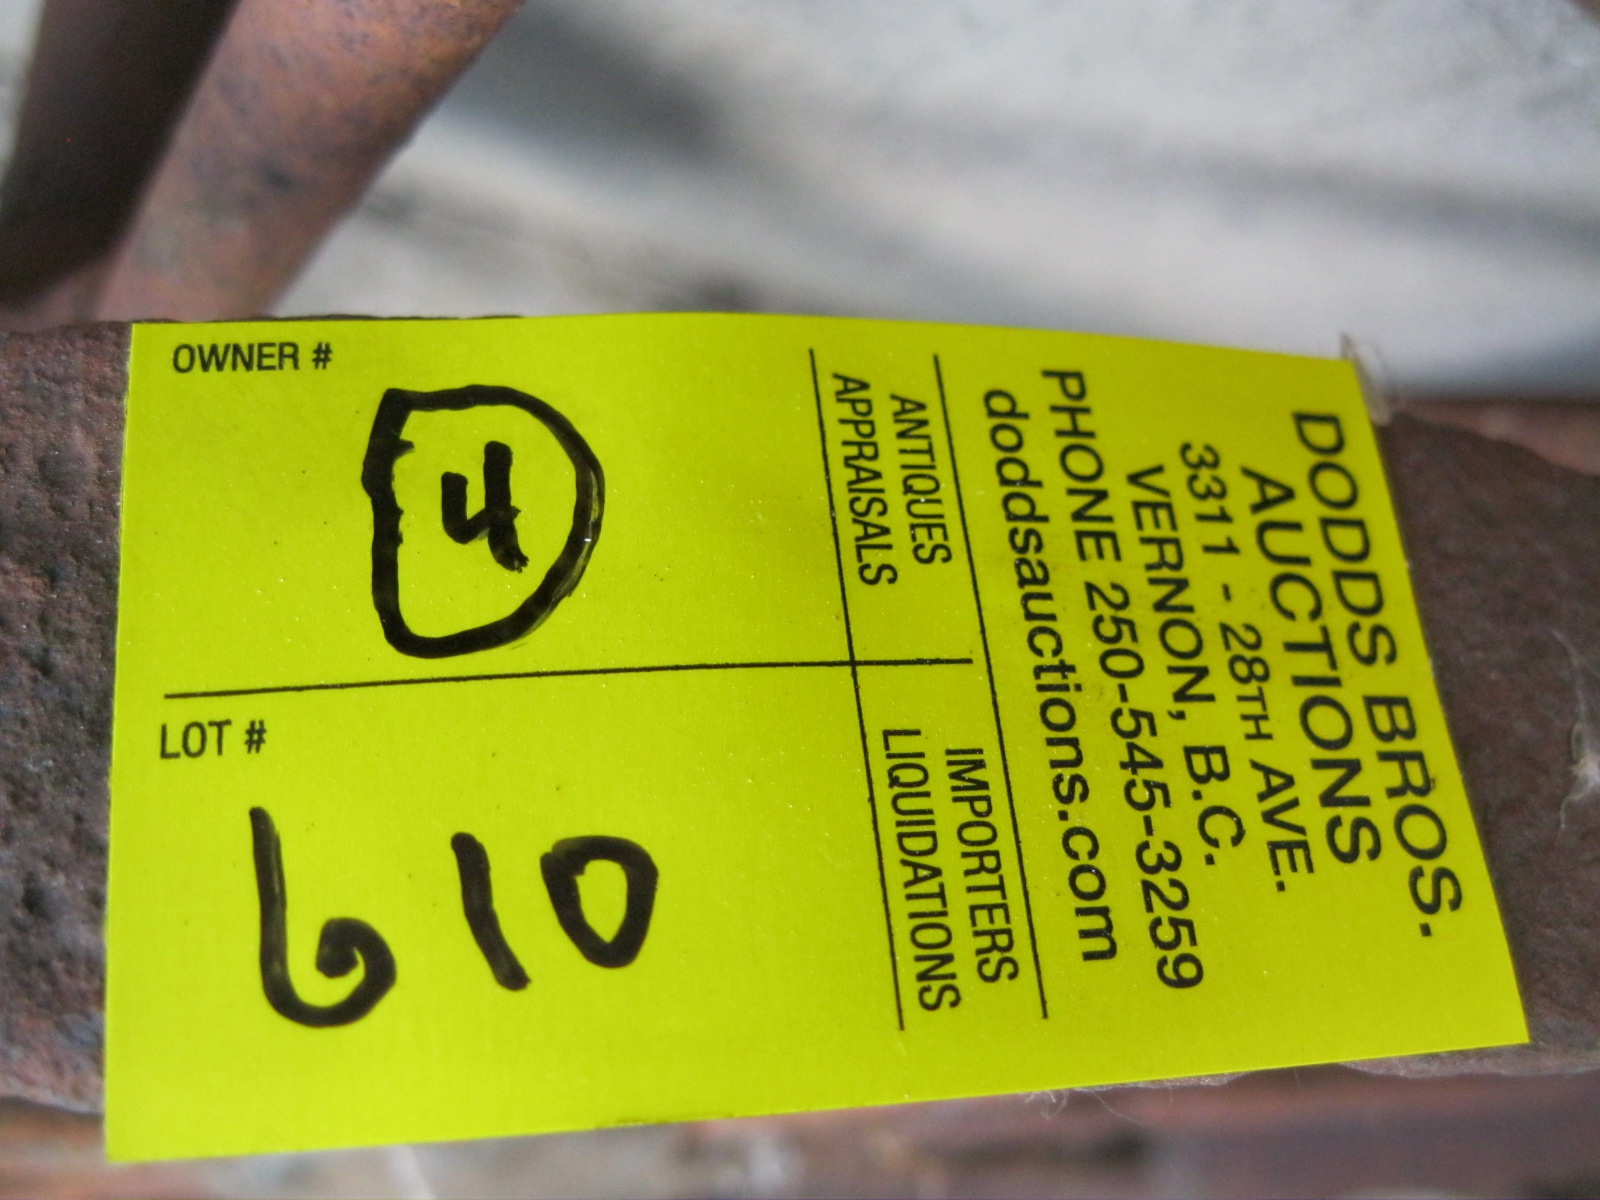 DODDS BROS.
AUCTIONS
3311 - 28TH AVE.
VERNON, B.C.
PHONE 250-545-3259
doddsauctions.com
ANTIQUES
APPRAISALS
IMPORTERS
LIQUIDATIONS
OWNER #
4
LOT #
610